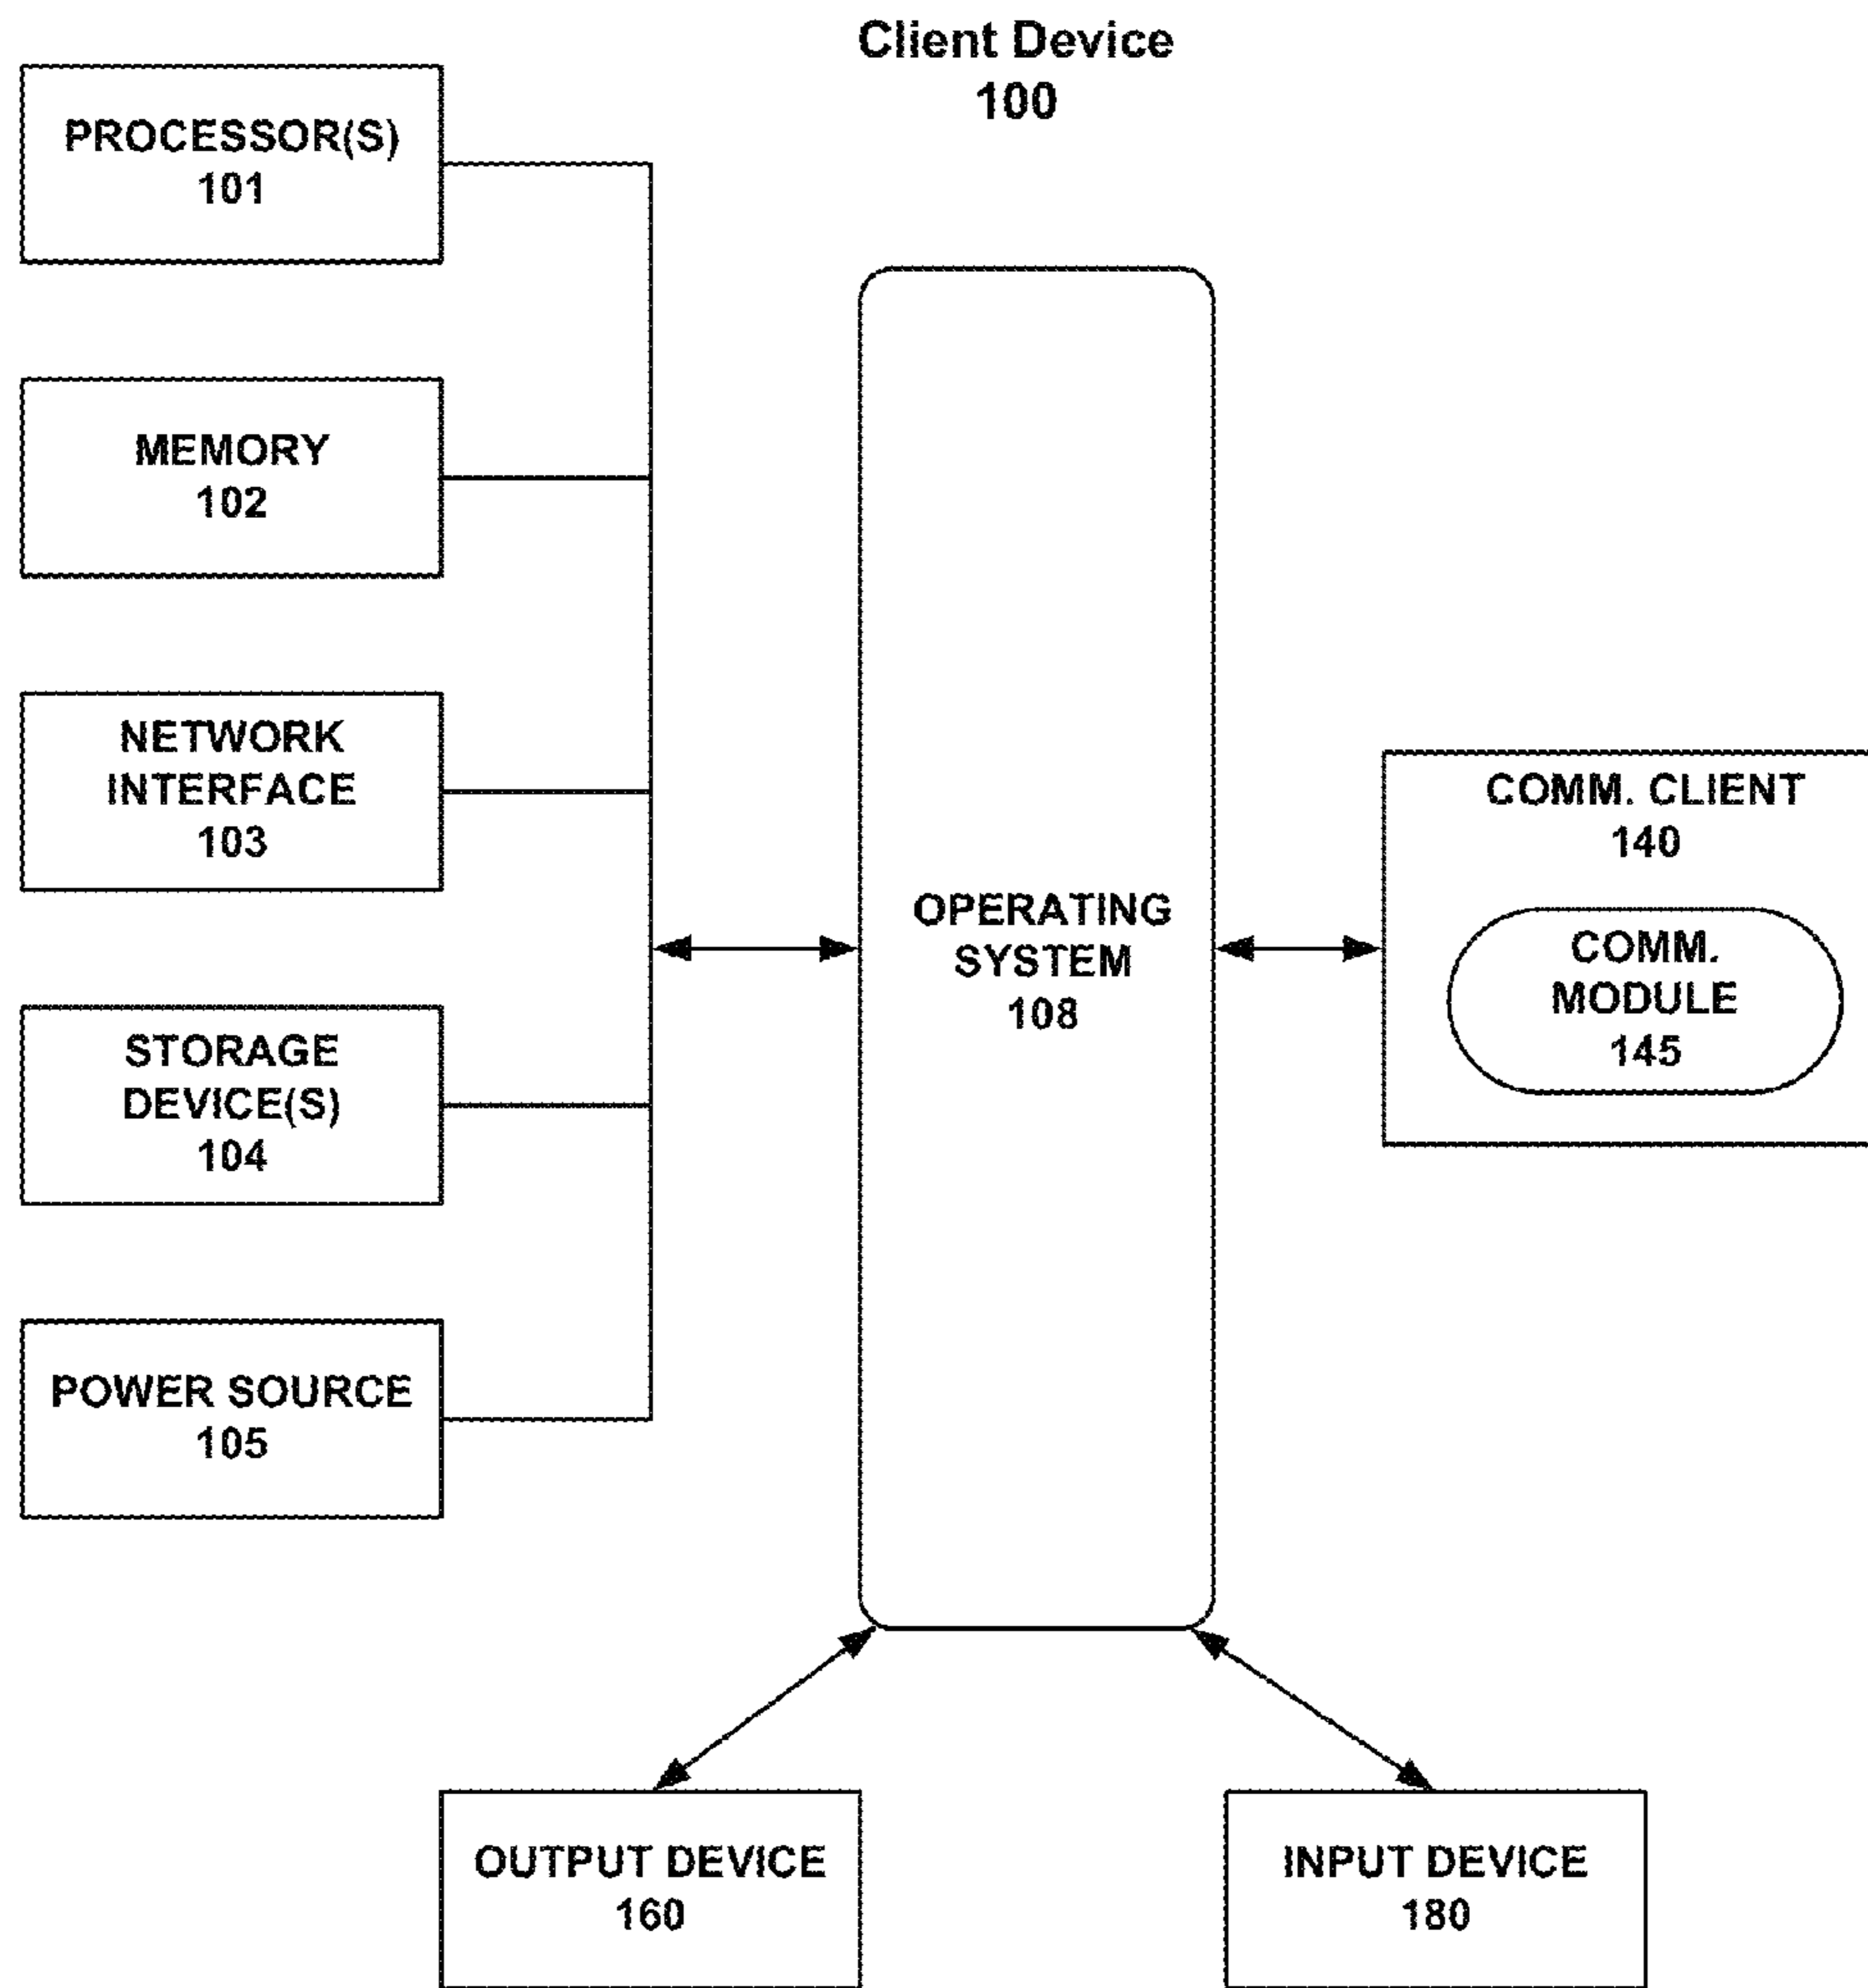 Client Device
100
PROCESSOR(S)
101
MEMORY
102
NETWORK
INTERFACE
103
STORAGE
DEVICE(S)
104
POWER SOURCE
105
OPERATING
SYSTEM
108
COMM. CLIENT
140
COMM.
MODULE
145
OUTPUT DEVICE
160
INPUT DEVICE
180